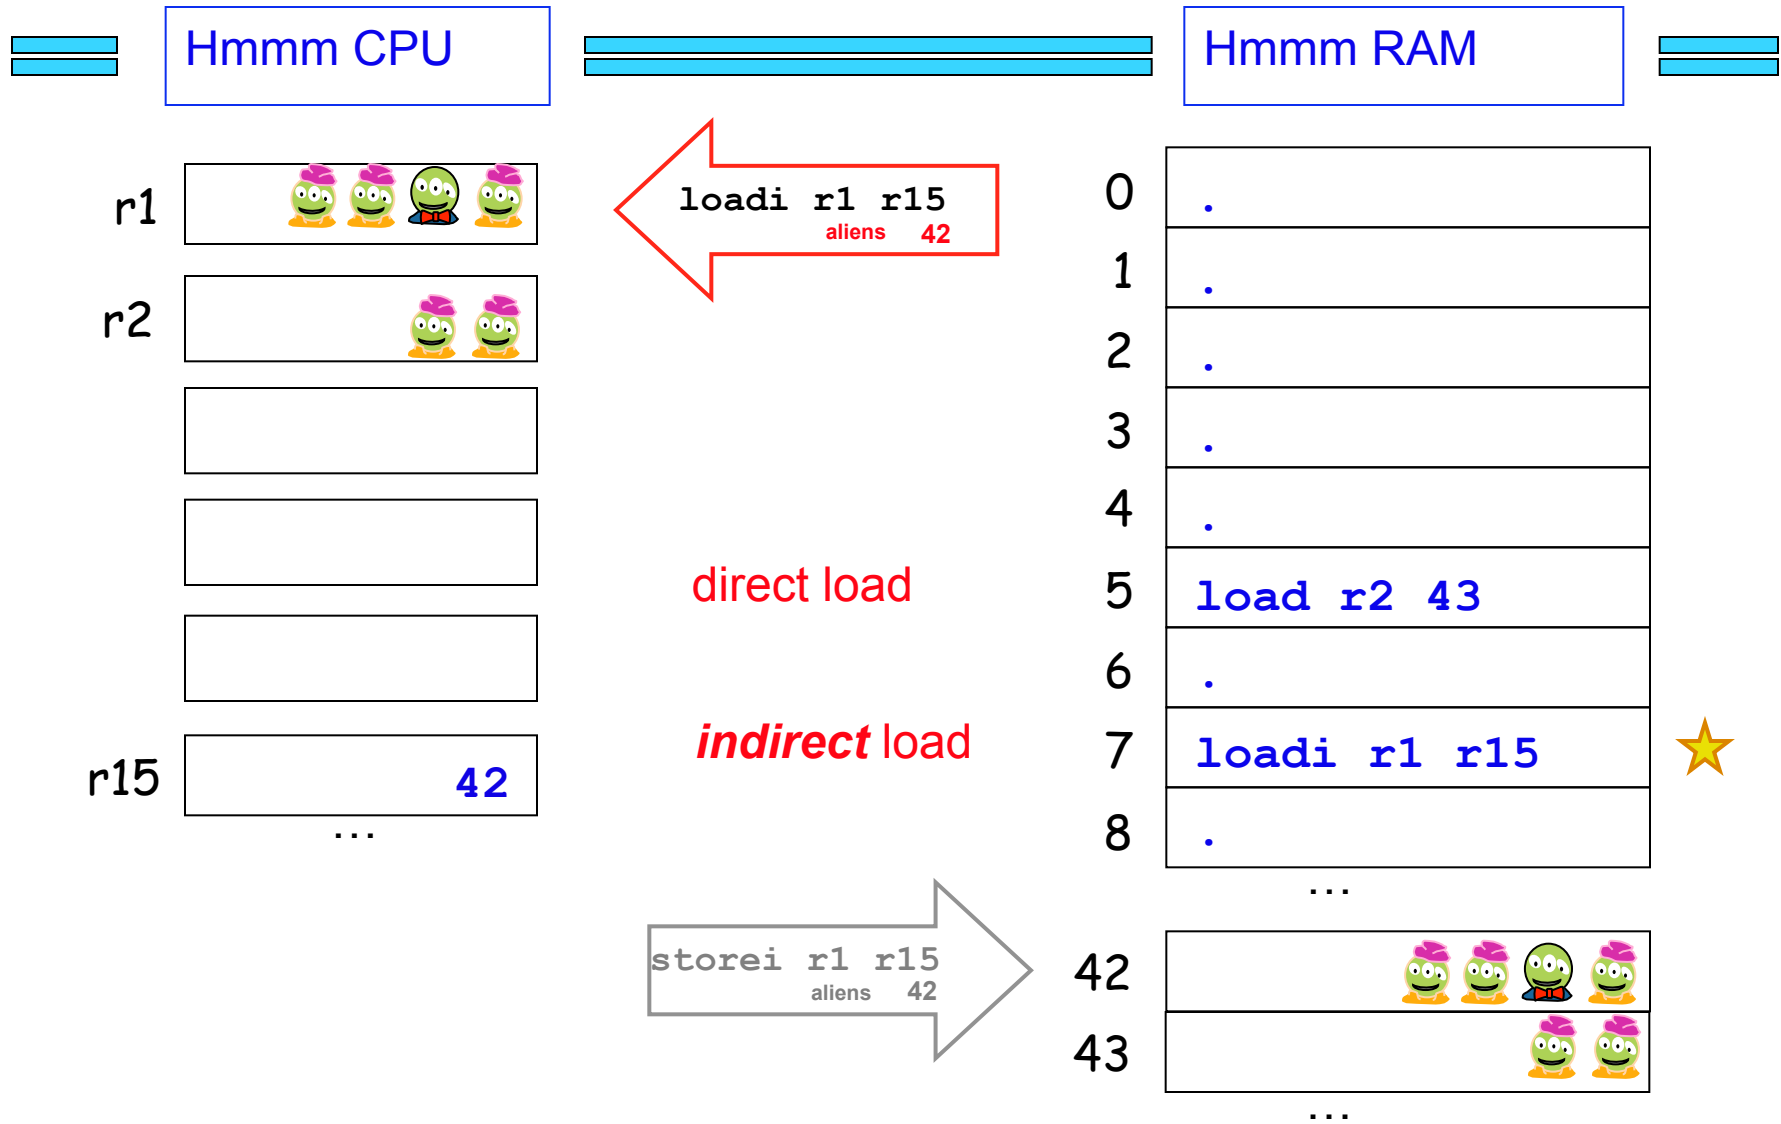 Hmmm CPU
Hmmm RAM
r1
loadi r1 r15
aliens 42
r2
r15
42
...
direct load
indirect load
0 .
1 .
2 .
3 .
4 .
5 load r2 43
6 .
7 loadi r1 r15
8 .
...
storei r1 r15
aliens 42
42
43
...